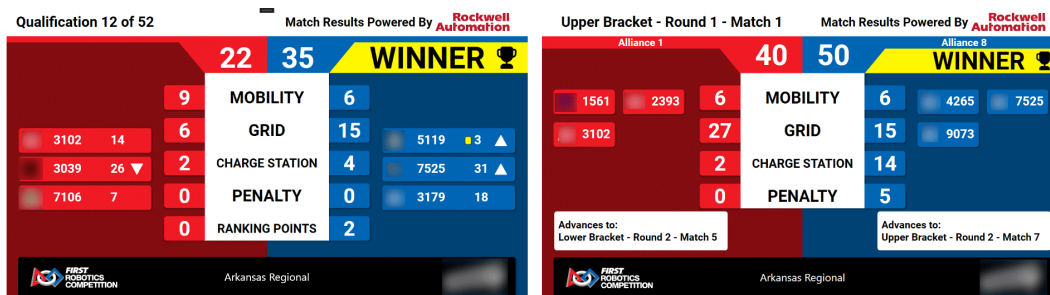 Qualification 12 of 52
Match Results Powered By Rockwell Automation
22 35 WINNER
9 MOBILITY 6
6 GRID 15
2 CHARGE STATION 4
0 PENALTY 0
0 RANKING POINTS 2
3102 14
3039 26
7106 7
5119 3
7525 31
3179 18
FIRST ROBOTICS COMPETITION
Arkansas Regional
Upper Bracket - Round 1 - Match 1
Match Results Powered By Rockwell Automation
Alliance 1
40 50
Alliance 8
WINNER
1561 2393
3102
6 MOBILITY 6
27 GRID 15
2 CHARGE STATION 14
0 PENALTY 5
4265 7525
9073
Advances to:
Lower Bracket - Round 2 - Match 5
Advances to:
Upper Bracket - Round 2 - Match 7
FIRST ROBOTICS COMPETITION
Arkansas Regional